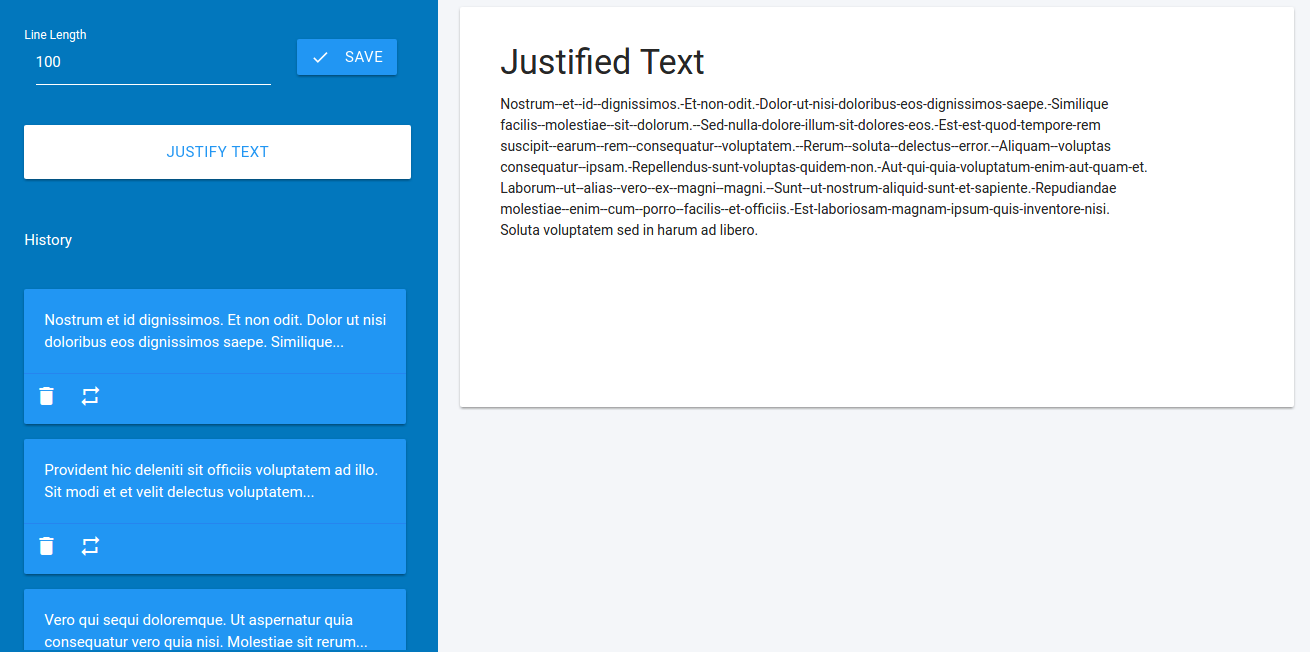 Line Length
100
SAVE
JUSTIFY TEXT
History
Nostrum et id dignissimos. Et non odit. Dolor ut nisi
doloribus eos dignissimos saepe. Similique...
Provident hic deleniti sit officiis voluptatem ad illo.
Sit modi et et velit delectus voluptatem...
Vero qui sequi doloremque. Ut aspernatur quia
consequatur vero quia nisi. Molestiae sit rerum...
Justified Text
Nostrum--et--id--dignissimos.-Et-non-odit.-Dolor-ut-nisi-doloribus-eos-dignissimos-saepe.-Similique
facilis--molestiae--sit--dolorum.--Sed-nulla-dolore-illum-sit-dolores-eos.-Est-est-quod-tempore-rem
suscipit--earum--rem--consequatur--voluptatem.--Rerum--soluta--delectus--error.--Aliquam--voluptas
consequatur--ipsam.-Repellendus-sunt-voluptas-quidem-non.-Aut-qui-quia-voluptatum-enim-aut-quam-et.
Laborum--ut--alias--vero--ex--magni--magni.--Sunt--ut-nostrum-aliquid-sunt-et-sapiente.-Repudiandae
molestiae--enim--cum--porro--facilis--et-officiis.-Est-laboriosam-magnam-ipsum-quis-inventore-nisi.
Soluta voluptatem sed in harum ad libero.